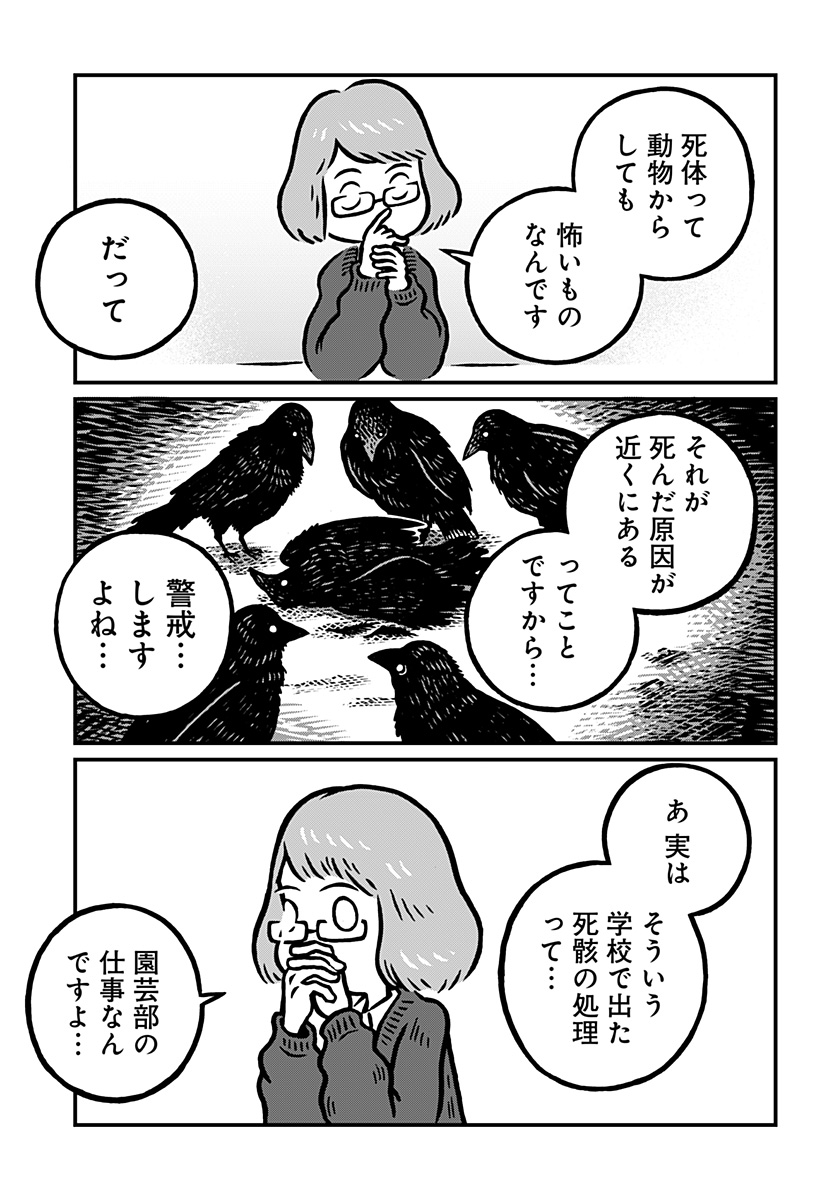 死体って
動物から
しても
怖いもの
なんです
だって
それが
死んだ原因が
近くにある
ってこと
ですから…
警戒…
します
よね…
あ 実は
そういう
学校で出た
死骸の処理
って…
園芸部の
仕事なん
ですよ…